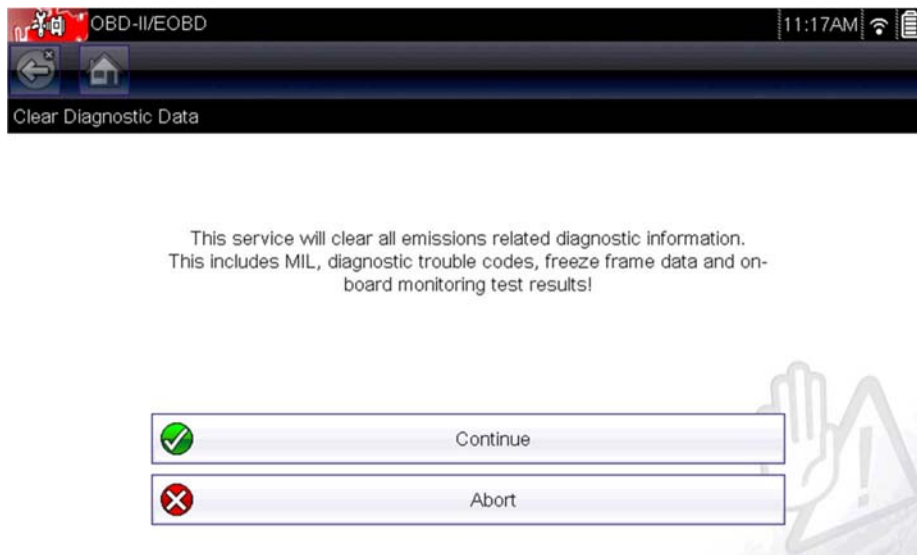 OBD-II/EOBD
11:17AM
Clear Diagnostic Data
This service will clear all emissions related diagnostic information.
This includes MIL, diagnostic trouble codes, freeze frame data and on-
board monitoring test results!
Continue
Abort